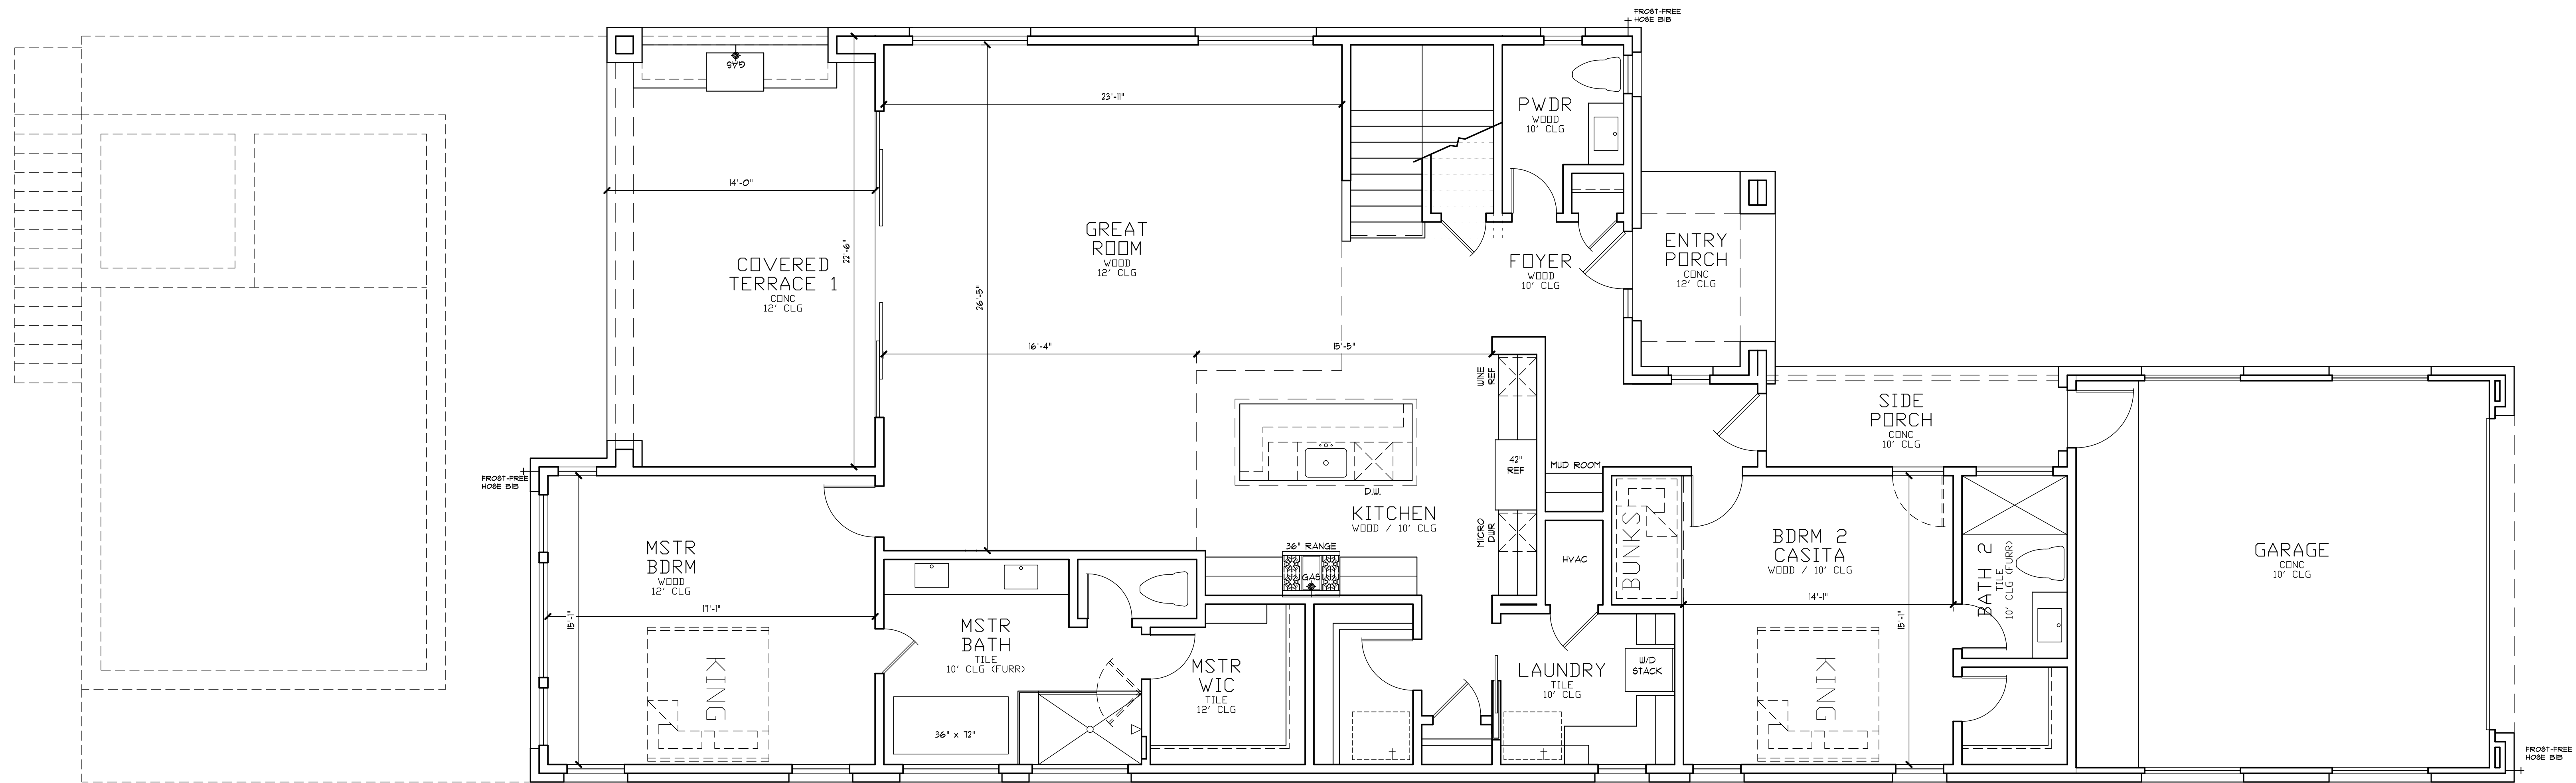 FROST-FREE
HOSE BIB
GAS
23'-11"
PWDR
WOOD
10' CLG
14'-0"
22'-6"
26'-5"
GREAT
ROOM
WOOD
12' CLG
COVERED
TERRACE 1
CONC
12' CLG
FOYER
WOOD
10' CLG
ENTRY
PORCH
CONC
12' CLG
16'-4"
15'-5"
WINE
REF
SIDE
PORCH
CONC
10' CLG
42"
REF
MUD ROOM
FROST-FREE
HOSE BIB
D.W.
KITCHEN
WOOD / 10' CLG
MICRO
DWR
36" RANGE
GAS
HVAC
BUNKS
BDRM 2
CASITA
WOOD / 10' CLG
BATH 2
TILE
10' CLG (FURR)
GARAGE
CONC
10' CLG
MSTR
BDRM
WOOD
12' CLG
17'-1"
15'-1"
14'-1"
15'-1"
MSTR
BATH
TILE
10' CLG (FURR)
MSTR
WIC
TILE
12' CLG
LAUNDRY
TILE
10' CLG
W/D
STACK
KING
KING
36" x 72"
FROST-FREE
HOSE BIB